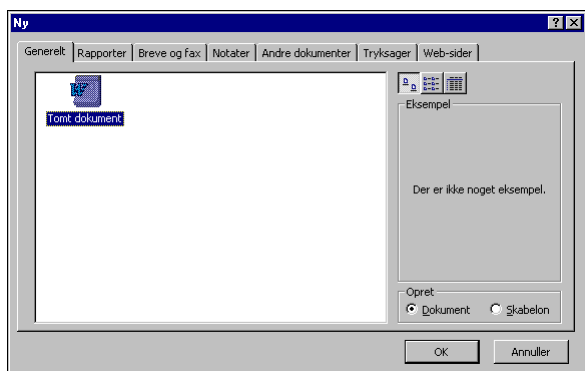 Ny
Generelt Rapporter Breve og fax Notater Andre dokumenter Tryksager Web-sider
Tomt dokument
Eksempel
Der er ikke noget eksempel.
Opret
Dokument Skabelon
OK Annuller